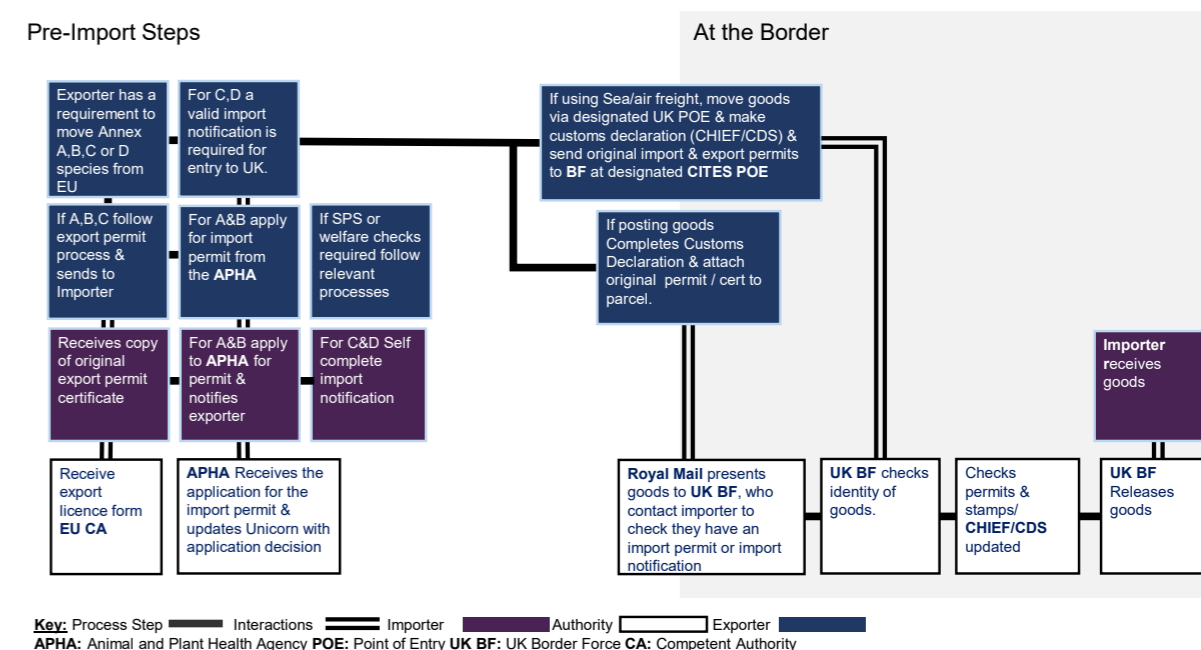 Pre-Import Steps
At the Border
Exporter has a
requirement to
move Annex
A,B,C or D
species from
EU
For C,D a
valid import
notification is
required for
entry to UK.
If using Sea/air freight, move goods
via designated UK POE & make
customs declaration (CHIEF/CDS) &
send original import & export permits
to BF at designated CITES POE
If A,B,C follow
export permit
process &
sends to
Importer
For A&B apply
for import
permit from
the APHA
If SPS or
welfare checks
required follow
relevant
processes
If posting goods
Completes Customs
Declaration & attach
original permit / cert to
parcel.
Receives copy
of original
export permit
certificate
For A&B apply
to APHA for
permit &
notifies
exporter
For C&D Self
complete
import
notification
Importer
receives
goods
Receive
export
licence form
EU CA
APHA Receives the
application for the
import permit &
updates Unicorn with
application decision
Royal Mail presents
goods to UK BF, who
contact importer to
check they have an
import permit or import
notification
UK BF checks
identity of
goods.
Checks
permits &
stamps/
CHIEF/CDS
updated
UK BF
Releases
goods
Key: Process Step Interactions Importer Authority Exporter
APHA: Animal and Plant Health Agency POE: Point of Entry UK BF: UK Border Force CA: Competent Authority